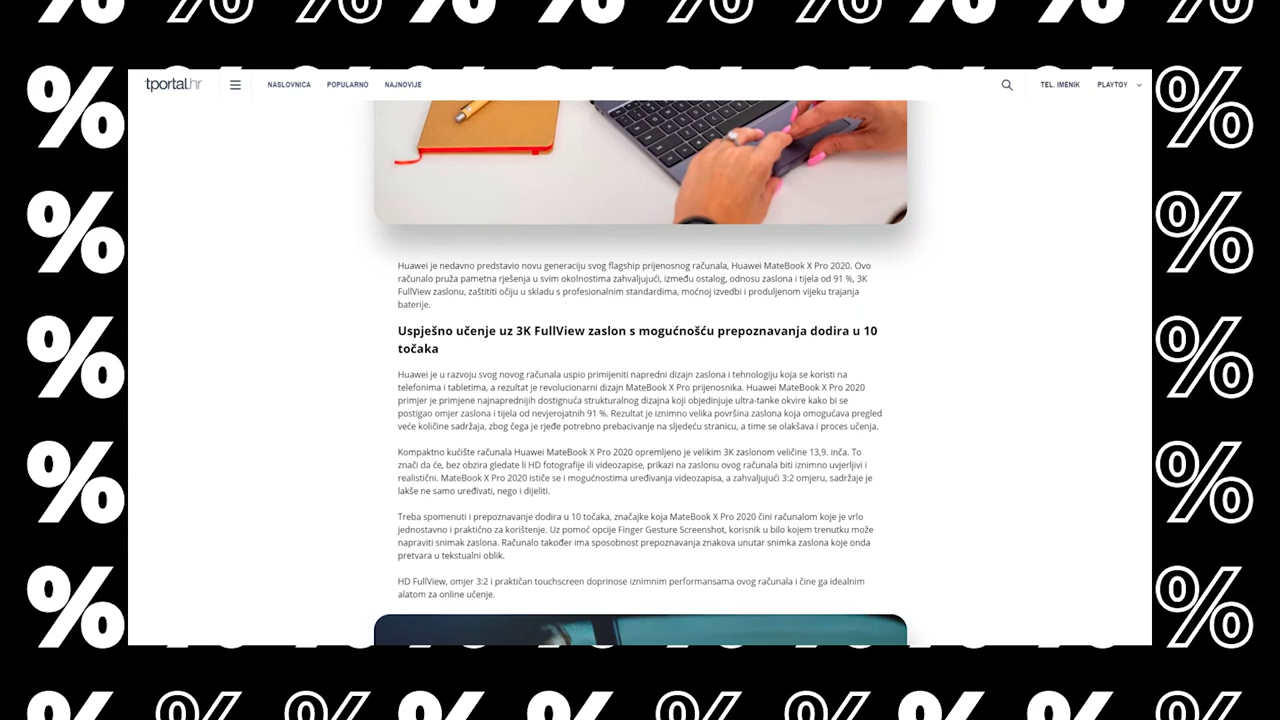 tportal.hr
NASLOVNICA POPULARNO NAJNOVIJE
TEL. IMENIK PLAYTOY
Huawei je nedavno predstavio novu generaciju svog flagship prijenosnog računala, Huawei MateBook X Pro 2020. Ovo
računalo pruža pametna rješenja u svim okolnostima zahvaljujući, između ostalog, odnosu zaslona i tijela od 91 %, 3K
FullView zaslonu, zaštititi očiju u skladu s profesionalnim standardima, moćnoj izvedbi i produljenom vijeku trajanja
baterije.
Uspješno učenje uz 3K FullView zaslon s mogućnošću prepoznavanja dodira u 10
točaka
Huawei je u razvoju svog novog računala uspio primijeniti napredni dizajn zaslona i tehnologiju koja se koristi na
telefonima i tabletima, a rezultat je revolucionarni dizajn MateBook X Pro prijenosnika. Huawei MateBook X Pro 2020
primjer je primjene najnaprednijih dostignuća strukturalnog dizajna koji objedinjuje ultra-tanke okvire kako bi se
postigao omjer zaslona i tijela od nevjerojatnih 91 %. Rezultat je iznimno velika površina zaslona koja omogućava pregled
veće količine sadržaja, zbog čega je rjeđe potrebno prebacivanje na sljedeću stranicu, a time se olakšava i proces učenja.
Kompaktno kućište računala Huawei MateBook X Pro 2020 opremljeno je velikim 3K zaslonom veličine 13,9. inča. To
znači da će, bez obzira gledate li HD fotografije ili videozapise, prikazi na zaslonu ovog računala biti iznimno uvjerljivi i
realistični. MateBook X Pro 2020 ističe se i mogućnostima uređivanja videozapisa, a zahvaljujući 3:2 omjeru, sadržaje je
lakše ne samo uređivati, nego i dijeliti.
Treba spomenuti i prepoznavanje dodira u 10 točaka, značajke koja MateBook X Pro 2020 čini računalom koje je vrlo
jednostavno i praktično za korištenje. Uz pomoć opcije Finger Gesture Screenshot, korisnik u bilo kojem trenutku može
napraviti snimak zaslona. Računalo također ima sposobnost prepoznavanja znakova unutar snimka zaslona koje onda
pretvara u tekstualni oblik.
HD FullView, omjer 3:2 i praktičan touchscreen doprinose iznimnim performansama ovog računala i čine ga idealnim
alatom za online učenje.